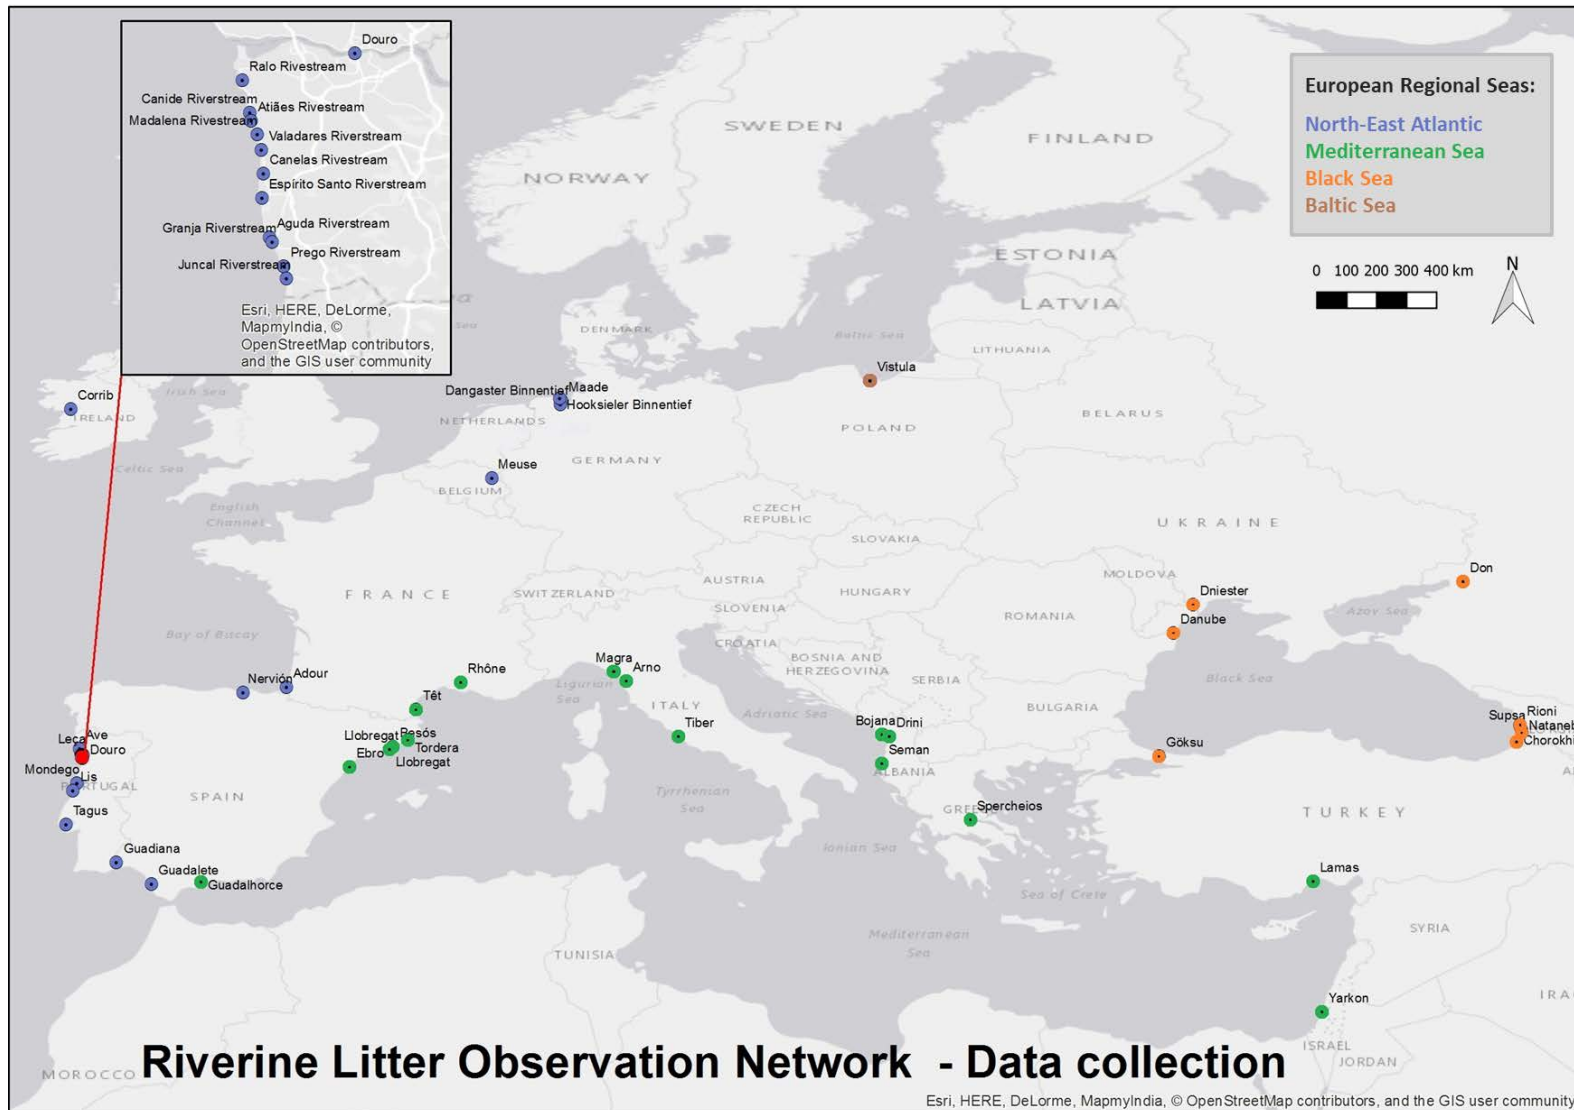 Douro
Ralo Rivestream
Canide Riverstream
Atiães Rivestream
Madalena Rivestream
Valadares Riverstream
Canelas Rivestream
Espírito Santo Riverstream
Aguda Riverstream
Granja Riverstream
Prego Riverstream
Juncal Riverstream
Esri, HERE, DeLorme,
MapmyIndia, ©
OpenStreetMap contributors,
and the GIS user community
European Regional Seas:
North-East Atlantic
Mediterranean Sea
Black Sea
Baltic Sea
0 100 200 300 400 km
N
SWEDEN
FINLAND
NORWAY
ESTONIA
LATVIA
DENMARK
Baltic Sea
LITHUANIA
Sea
Vistula
Irish Sea
Corrib
IRELAND
Dangaster Binnentief
Maade
Hooksieler Binnentief
NETHERLANDS
BELARUS
POLAND
Celtic Sea
Meuse
GERMANY
BELGIUM
English
Channel
CZECH
REPUBLIC
UKRAINE
SLOVAKIA
Don
MOLDOVA
AUSTRIA
FRANCE
SWITZERLAND
HUNGARY
Dniester
SLOVENIA
ROMANIA
Azov Sea
Danube
Bay of Biscay
CROATIA
BOSNIA AND
HERZEGOVINA
Magra
Rhône
Arno
Nervión
Adour
Ligurian
Sea
SERBIA
Black Sea
Têt
ITALY
Adriatic Sea
BULGARIA
Rioni
Supsa
Natanebi
Chorokhi
Bojana
Drini
Tiber
Leça
Ave
Douro
Llobregat
Besós
Tordera
Ebro
Llobregat
Göksu
Seman
ALBANIA
Mondego
Lis
PORTUGAL
SPAIN
Tyrrhenian
Sea
Tagus
GREECE
Spercheios
TURKEY
Ionian Sea
Guadiana
Guadalete
Guadalhorce
Lamas
Sea of Crete
Mediterranean
Sea
SYRIA
TUNISIA
Yarkon
IRAQ
ISRAEL
JORDAN
MOROCCO
Riverine Litter Observation Network - Data collection
Esri, HERE, DeLorme, MapmyIndia, © OpenStreetMap contributors, and the GIS user community